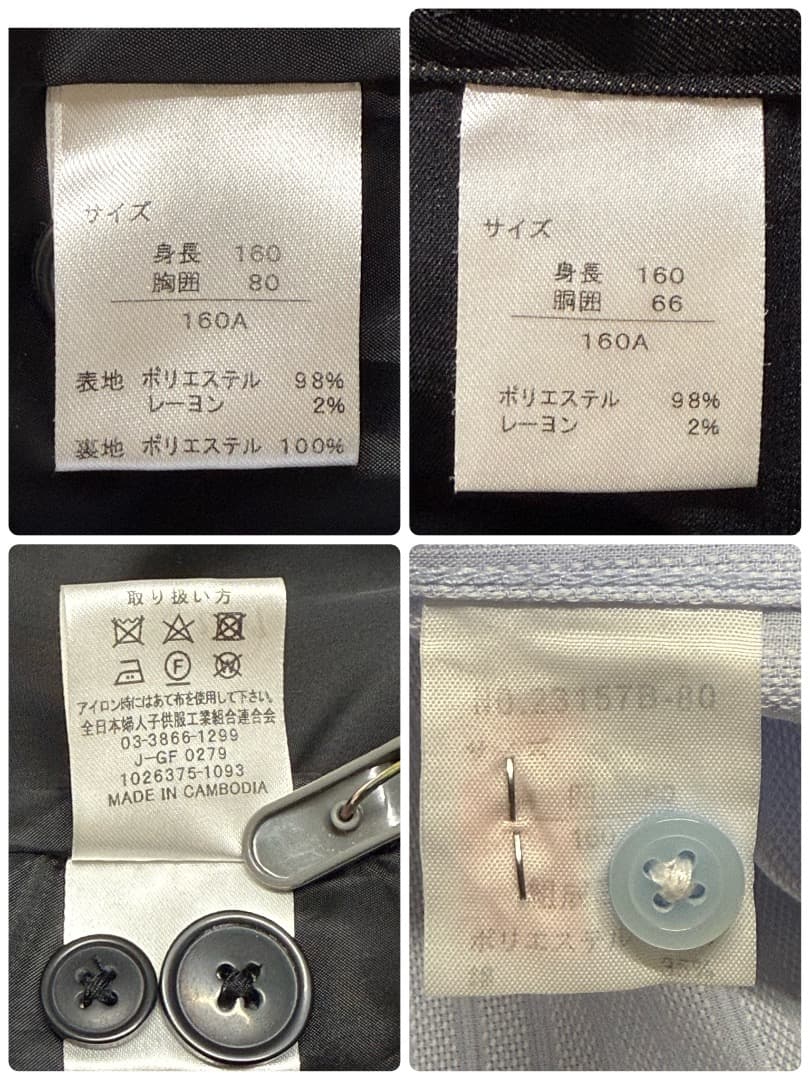 サイズ
身長 160
胸囲 80
160A
表地 ポリエステル 98%
レーヨン 2%
裏地 ポリエステル 100%
サイズ
身長 160
胴囲 66
160A
ポリエステル 98%
レーヨン 2%
取り扱い方
F
W
アイロン時にはあて布を使用して下さい。
全日本婦人子供服工業組合連合会
03-3866-1299
J-GF 0279
1026375-1093
MADE IN CAMBODIA
80
ポリエステル
綿 35%